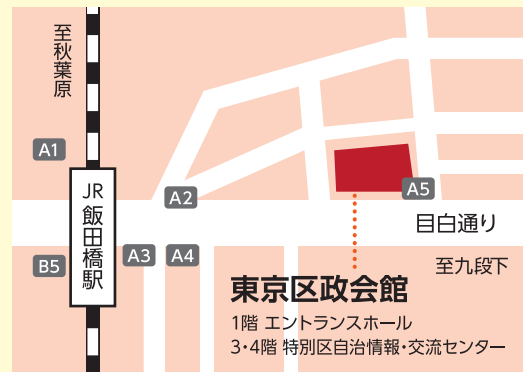 至秋葉原
A1
JR
飯田橋駅
B5
A2
A3
A4
A5
目白通り
至九段下
東京区政会館
1階 エントランスホール
3・4階 特別区自治情報・交流センター